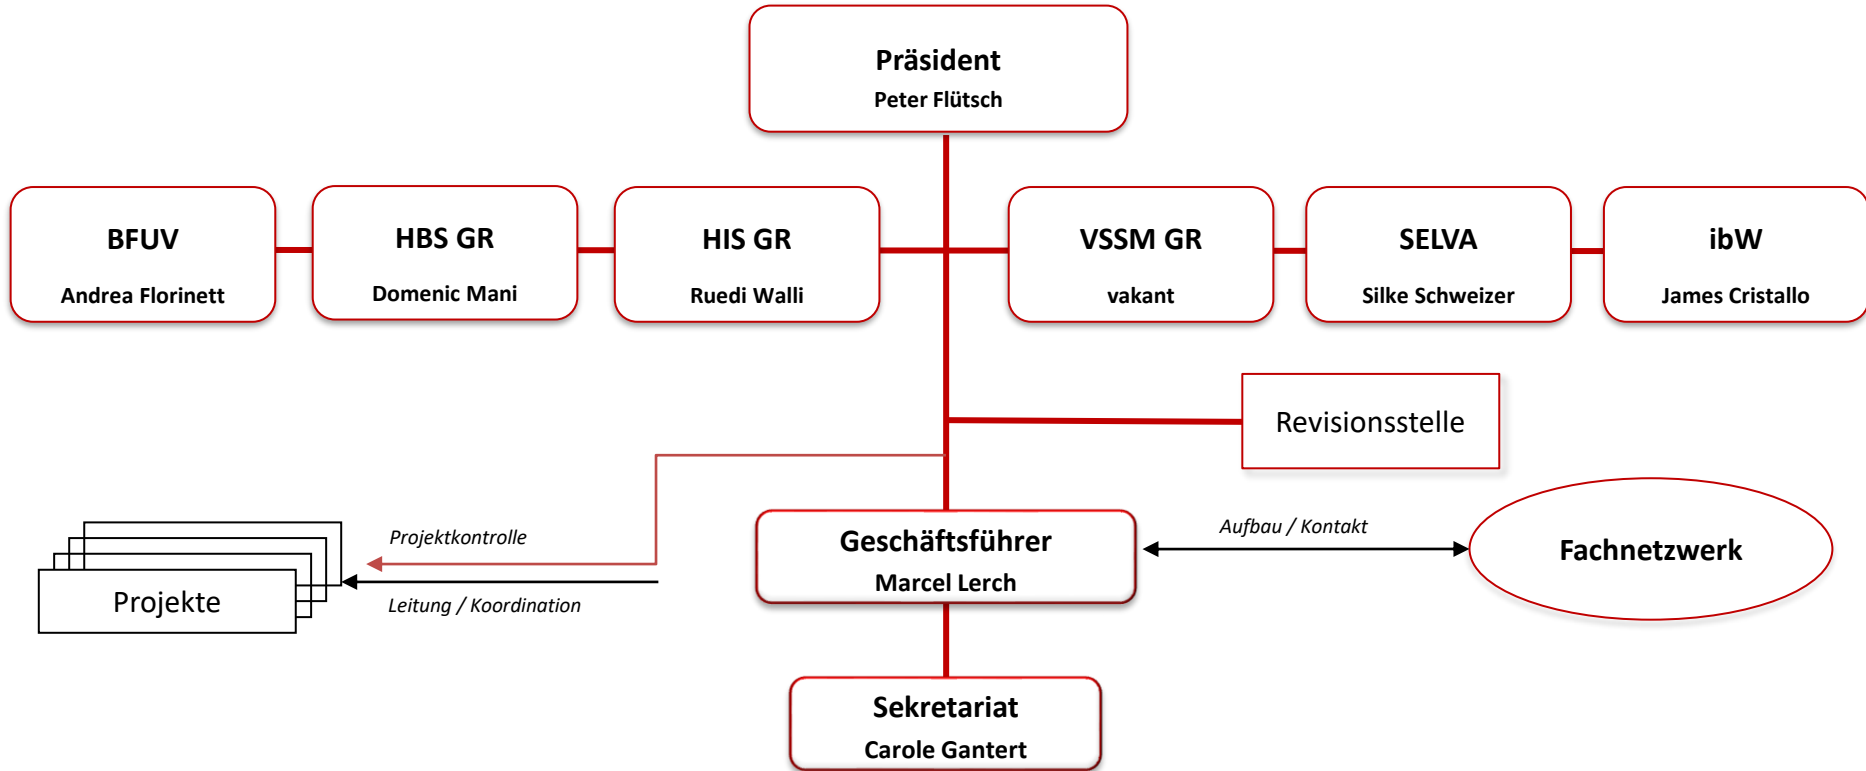 Präsident
Peter Flütsch
BFUV
Andrea Florinett
HBS GR
Domenic Mani
HIS GR
Ruedi Walli
VSSM GR
vakant
SELVA
Silke Schweizer
ibW
James Cristallo
Revisionsstelle
Projektkontrolle
Leitung / Koordination
Projekte
Geschäftsführer
Marcel Lerch
Aufbau / Kontakt
Fachnetzwerk
Sekretariat
Carole Gantert